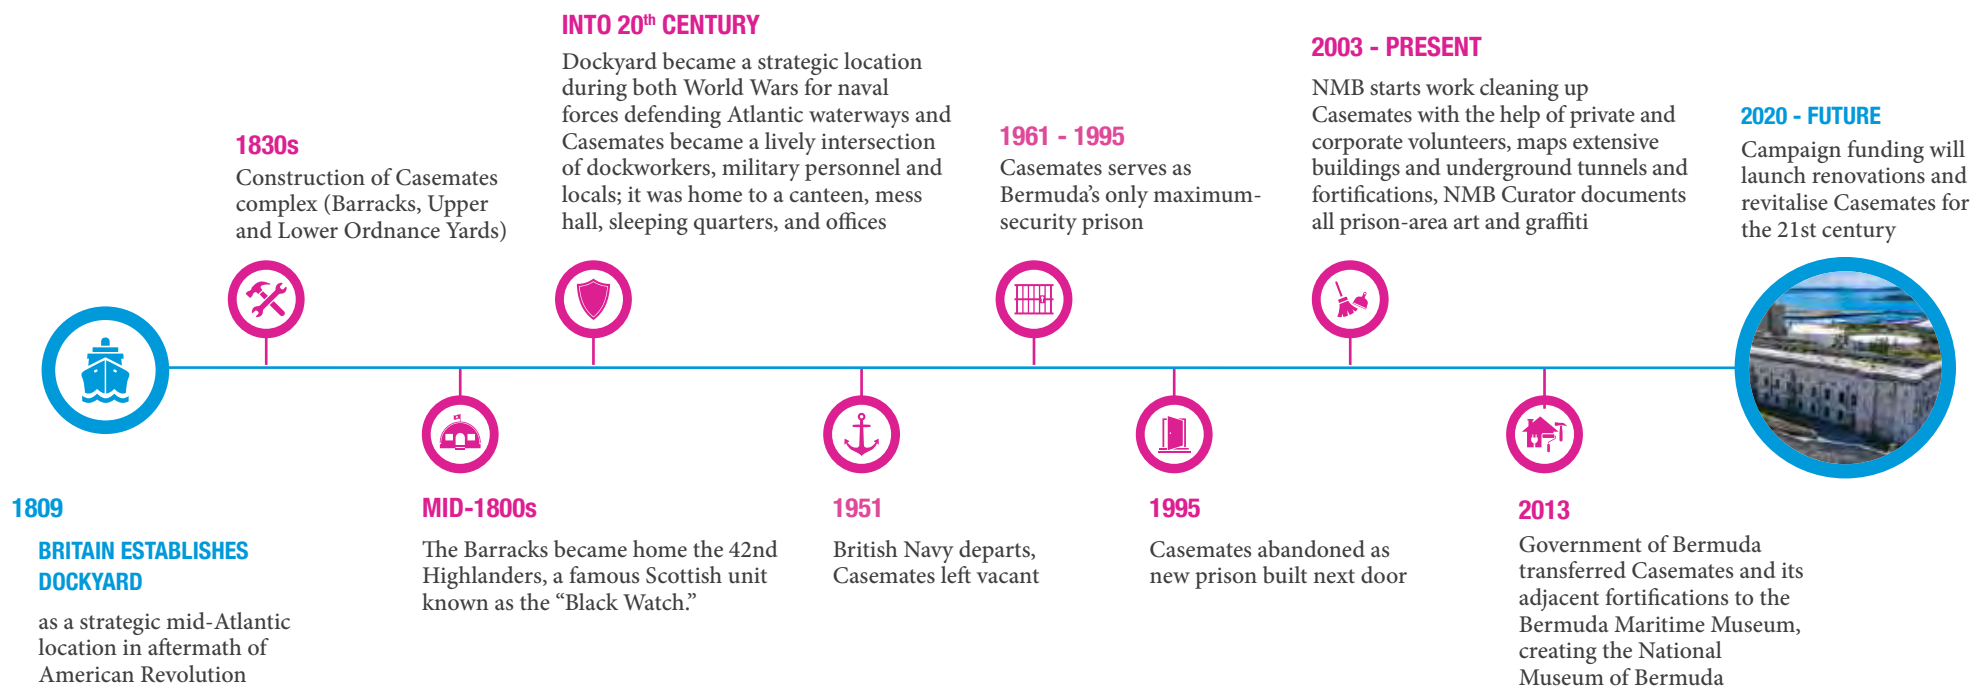 1809
BRITAIN ESTABLISHES
DOCKYARD
as a strategic mid-Atlantic
location in aftermath of
American Revolution
1830s
Construction of Casemates
complex (Barracks, Upper
and Lower Ordnance Yards)
MID-1800s
The Barracks became home the 42nd
Highlanders, a famous Scottish unit
known as the “Black Watch.”
INTO 20th CENTURY
Dockyard became a strategic location
during both World Wars for naval
forces defending Atlantic waterways and
Casemates became a lively intersection
of dockworkers, military personnel and
locals; it was home to a canteen, mess
hall, sleeping quarters, and offices
1951
British Navy departs,
Casemates left vacant
1961 - 1995
Casemates serves as
Bermuda’s only maximum-
security prison
1995
Casemates abandoned as
new prison built next door
2003 - PRESENT
NMB starts work cleaning up
Casemates with the help of private and
corporate volunteers, maps extensive
buildings and underground tunnels and
fortifications, NMB Curator documents
all prison-area art and graffiti
2013
Government of Bermuda
transferred Casemates and its
adjacent fortifications to the
Bermuda Maritime Museum,
creating the National
Museum of Bermuda
2020 - FUTURE
Campaign funding will
launch renovations and
revitalise Casemates for
the 21st century